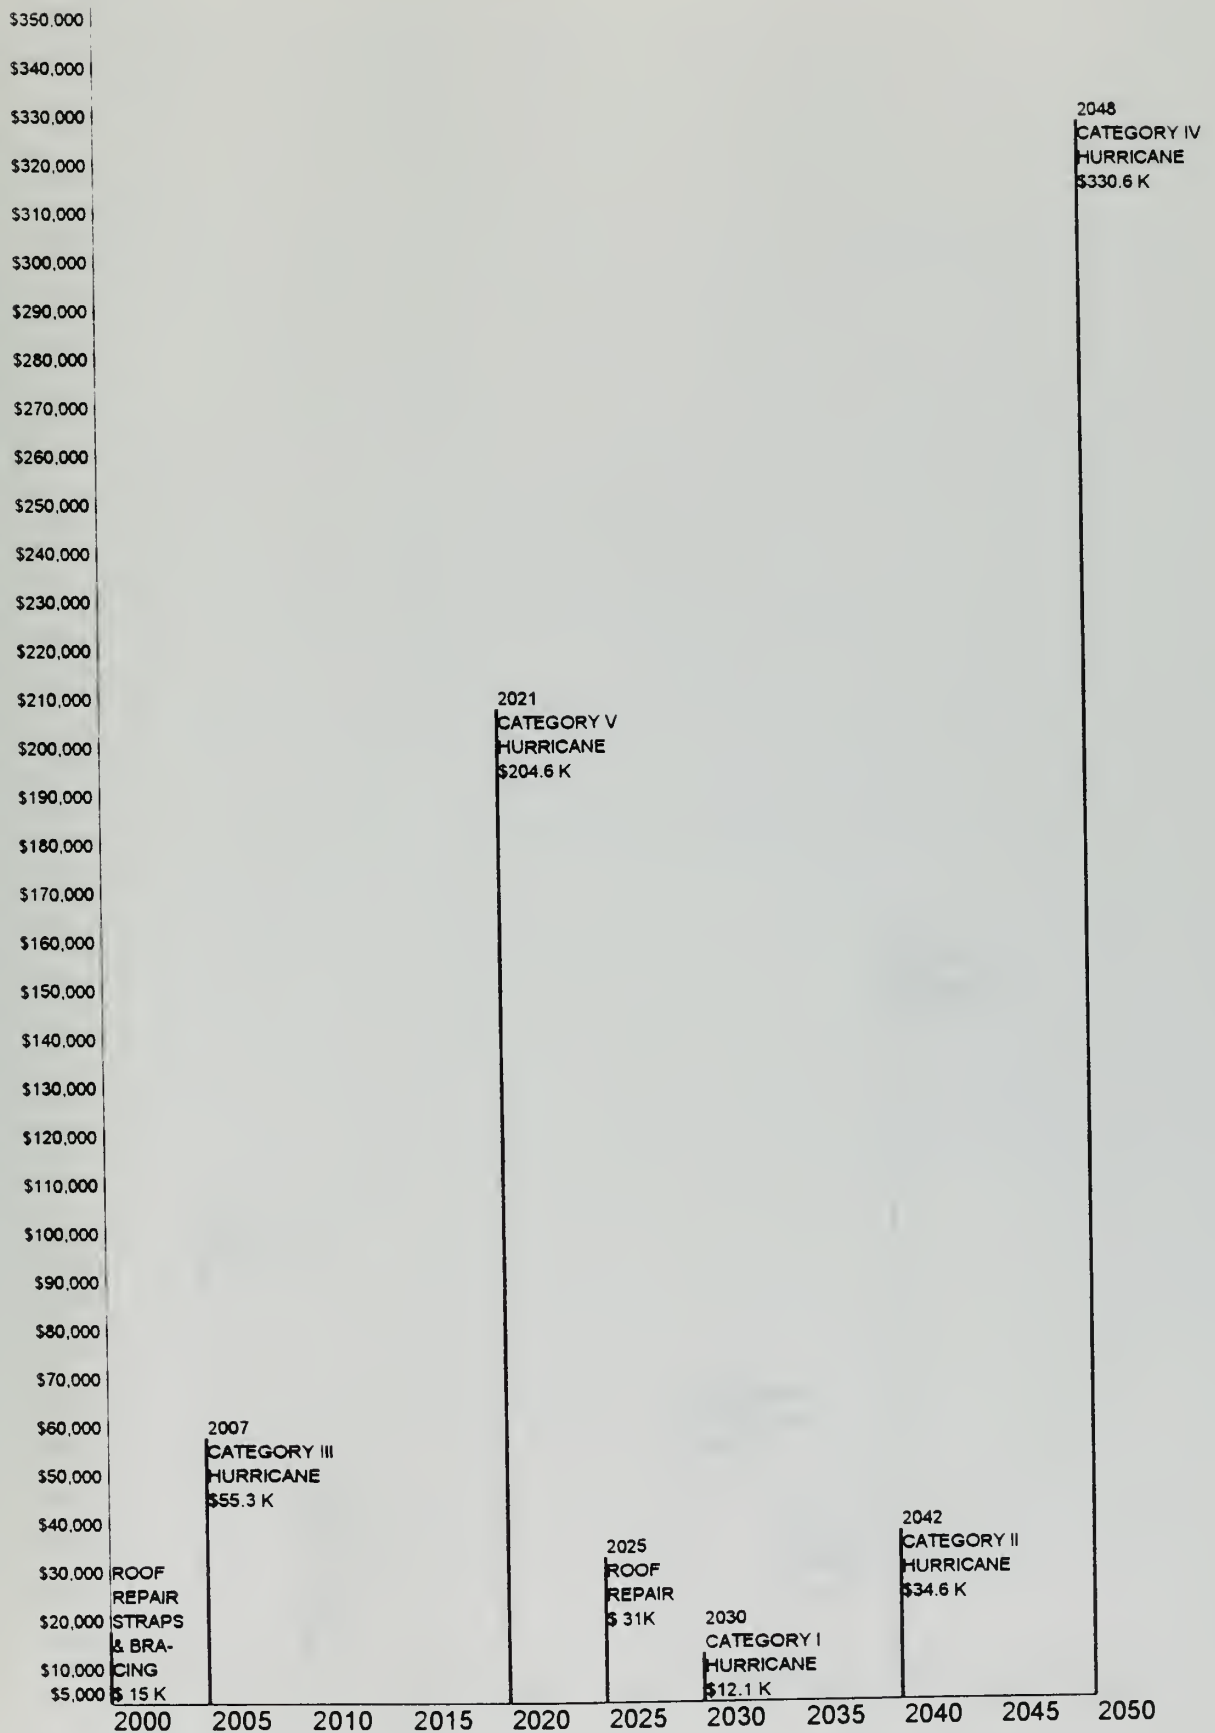 $350,000
$340,000
$330,000
$320,000
$310,000
$300,000
$290,000
$280,000
$270,000
$260,000
$250,000
$240,000
$230,000
$220,000
$210,000
$200,000
$190,000
$180,000
$170,000
$160,000
$150,000
$140,000
$130,000
$120,000
$110,000
$100,000
$90,000
$80,000
$70,000
$60,000
$50,000
$40,000
$30,000
$20,000
$10,000
$5,000
ROOF
REPAIR
STRAPS
& BRA-
CING
$ 15 K
2007
CATEGORY III
HURRICANE
$55.3 K
2021
CATEGORY V
HURRICANE
$204.6 K
2025
ROOF
REPAIR
$ 31K
2030
CATEGORY I
HURRICANE
$12.1 K
2042
CATEGORY II
HURRICANE
$34.6 K
2048
CATEGORY IV
HURRICANE
$330.6 K
2000 2005 2010 2015 2020 2025 2030 2035 2040 2045 2050